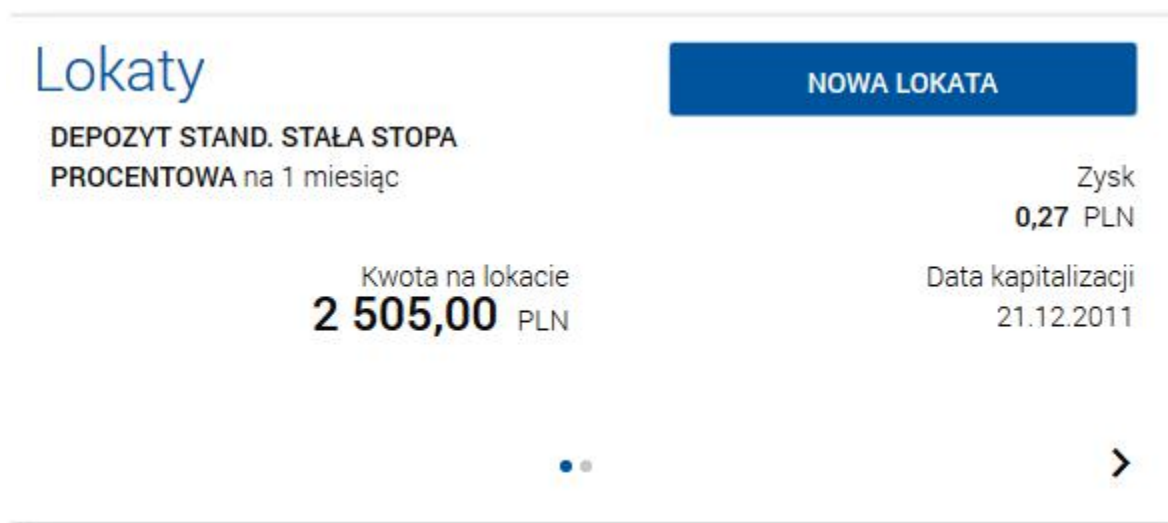 Lokaty
NOWA LOKATA
DEPOZYT STAND. STAŁA STOPA
PROCENTOWA na 1 miesiąc
Zysk
0,27 PLN
Kwota na lokacie
2 505,00 PLN
Data kapitalizacji
21.12.2011